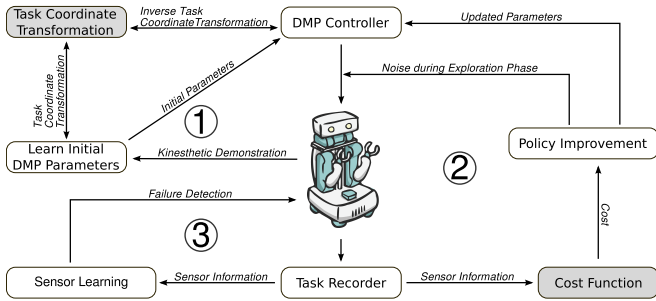 Task Coordinate
Transformation
Inverse Task
CoordinateTransformation
DMP Controller
Updated Parameters
Noise during Exploration Phase
Task
Coordinate
Transformation
Initial Parameters
1
Learn Initial
DMP Parameters
Kinesthetic Demonstration
2
Policy Improvement
Failure Detection
3
Cost
Sensor Learning
Sensor Information
Task Recorder
Sensor Information
Cost Function